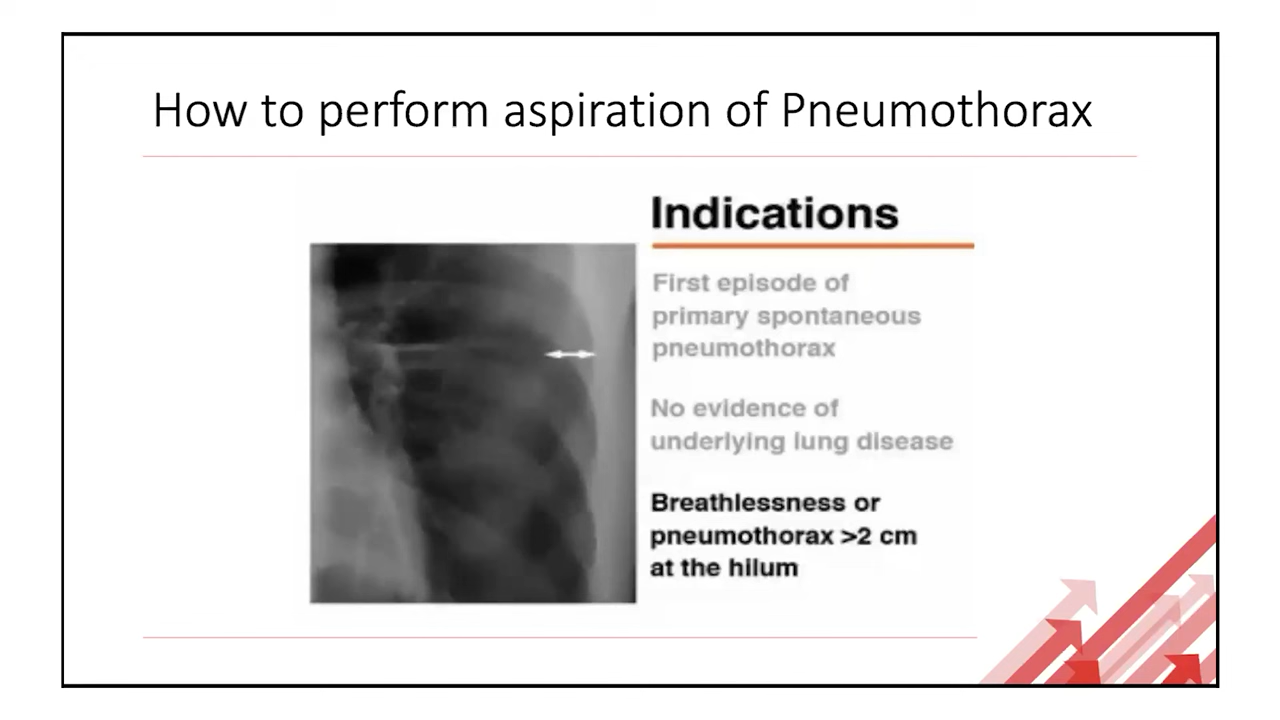 How to perform aspiration of Pneumothorax
Indications
First episode of
primary spontaneous
pneumothorax
No evidence of
underlying lung disease
Breathlessness or
pneumothorax >2 cm
at the hilum